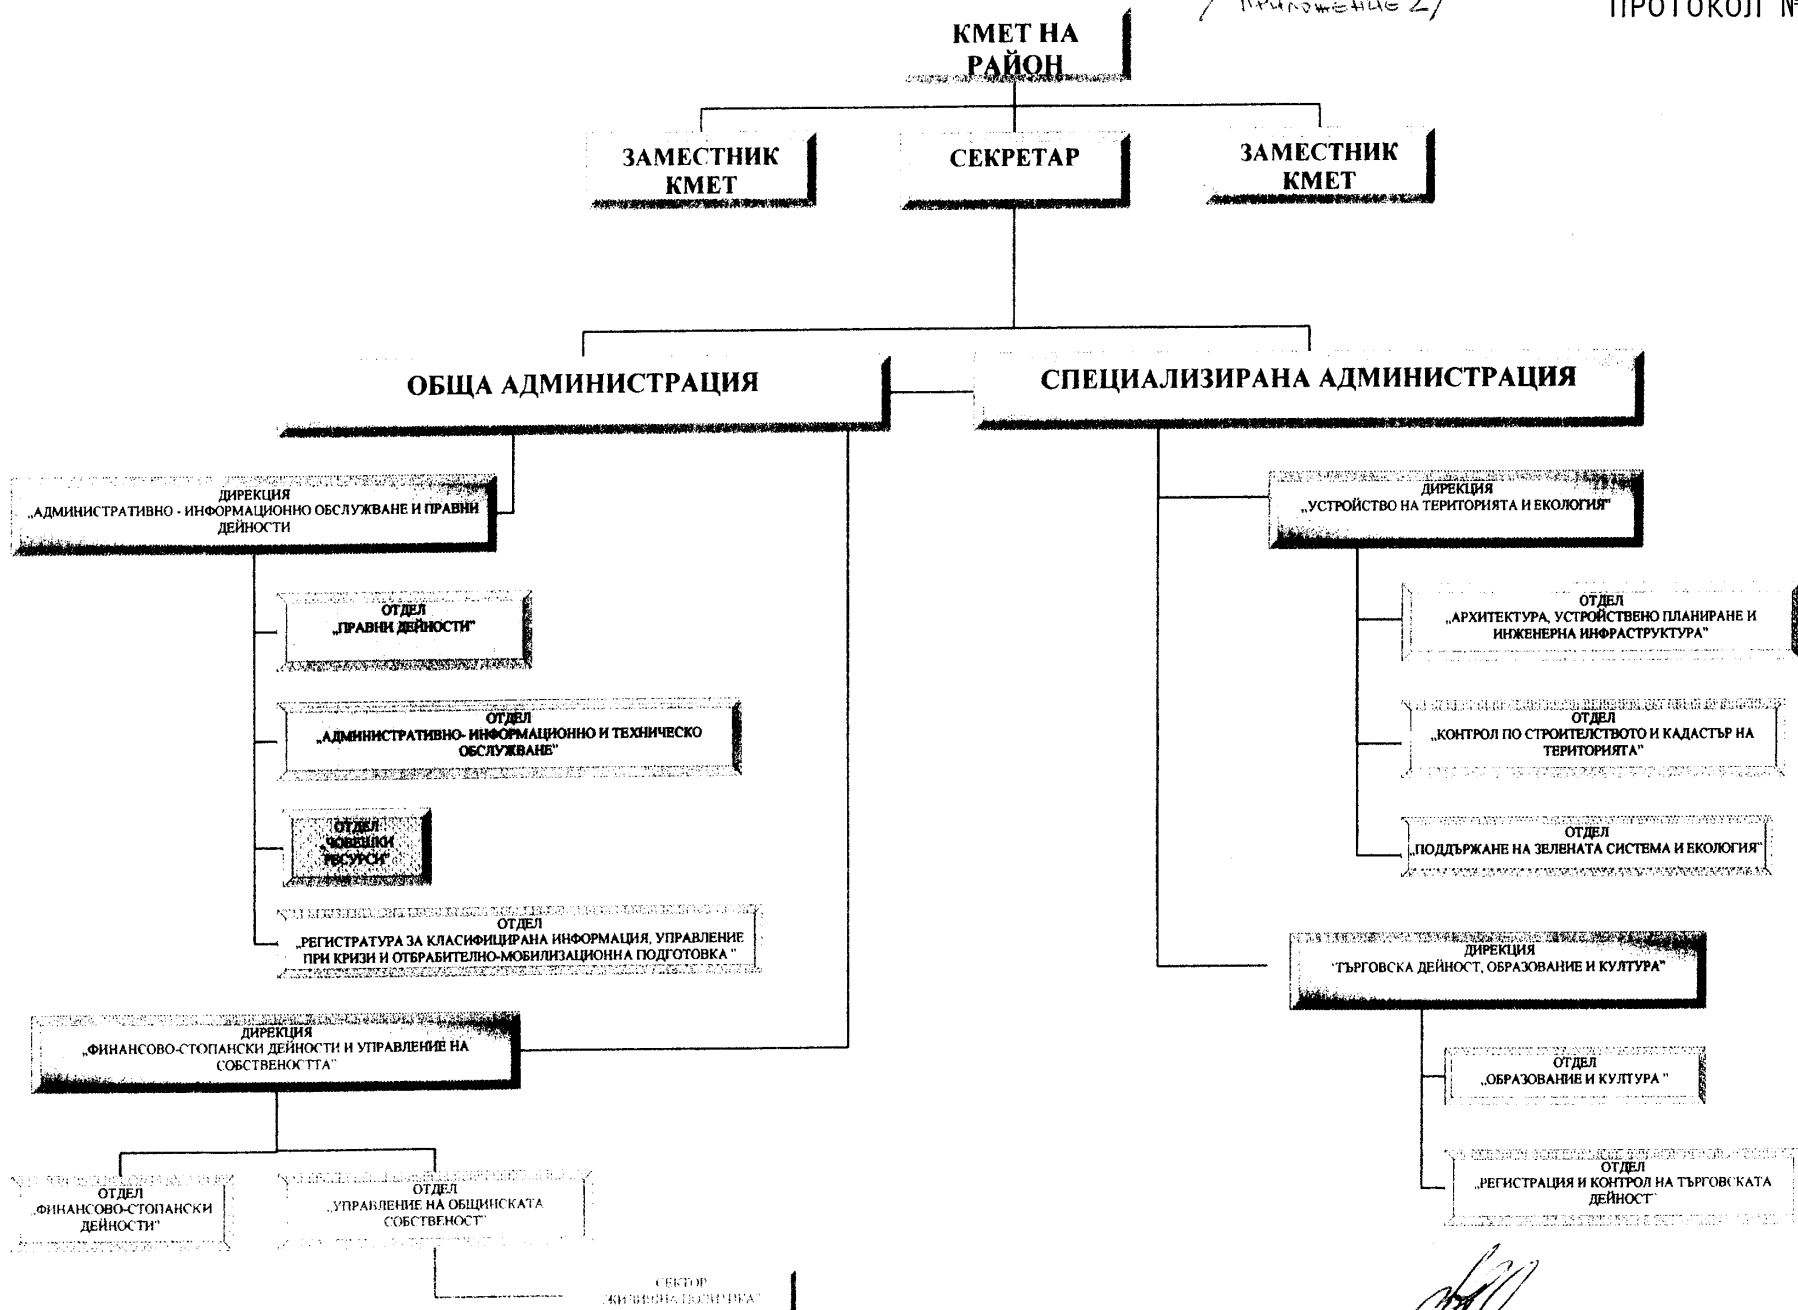 / Приложение 2/
ПРОТОКОЛ №
КМЕТ НА
РАЙОН
ЗАМЕСТНИК
КМЕТ
СЕКРЕТАР
ЗАМЕСТНИК
КМЕТ
ОБЩА АДМИНИСТРАЦИЯ
СПЕЦИАЛИЗИРАНА АДМИНИСТРАЦИЯ
ДИРЕКЦИЯ
„АДМИНИСТРАТИВНО - ИНФОРМАЦИОННО ОБСЛУЖВАНЕ И ПРАВНИ
ДЕЙНОСТИ
ОТДЕЛ
„ПРАВНИ ДЕЙНОСТИ"
ОТДЕЛ
„АДМИНИСТРАТИВНО- ИНФОРМАЦИОННО И ТЕХНИЧЕСКО
ОБСЛУЖВАНЕ"
ОТДЕЛ
„ЧОВЕШКИ
РЕСУРСИ"
ОТДЕЛ
„РЕГИСТРАТУРА ЗА КЛАСИФИЦИРАНА ИНФОРМАЦИЯ, УПРАВЛЕНИЕ
ПРИ КРИЗИ И ОТБРАБИТЕЛНО-МОБИЛИЗАЦИОННА ПОДГОТОВКА "
ДИРЕКЦИЯ
„ФИНАНСОВО-СТОПАНСКИ ДЕЙНОСТИ И УПРАВЛЕНИЕ НА
СОБСТВЕНОСТТА"
ОТДЕЛ
„ФИНАНСОВО-СТОПАНСКИ
ДЕЙНОСТИ"
ОТДЕЛ
„УПРАВЛЕНИЕ НА ОБЩИНСКАТА
СОБСТВЕНОСТ"
СЕКТОР
„ЖИЛИЩНА ПОЛИТИКА"
ДИРЕКЦИЯ
„УСТРОЙСТВО НА ТЕРИТОРИЯТА И ЕКОЛОГИЯ"
ОТДЕЛ
„АРХИТЕКТУРА, УСТРОЙСТВЕНО ПЛАНИРАНЕ И
ИНЖЕНЕРНА ИНФРАСТРУКТУРА"
ОТДЕЛ
„КОНТРОЛ ПО СТРОИТЕЛСТВОТО И КАДАСТЪР НА
ТЕРИТОРИЯТА"
ОТДЕЛ
„ПОДДЪРЖАНЕ НА ЗЕЛЕНАТА СИСТЕМА И ЕКОЛОГИЯ"
ДИРЕКЦИЯ
"ТЪРГОВСКА ДЕЙНОСТ, ОБРАЗОВАНИЕ И КУЛТУРА"
ОТДЕЛ
„ОБРАЗОВАНИЕ И КУЛТУРА "
ОТДЕЛ
„РЕГИСТРАЦИЯ И КОНТРОЛ НА ТЪРГОВСКАТА
ДЕЙНОСТ"